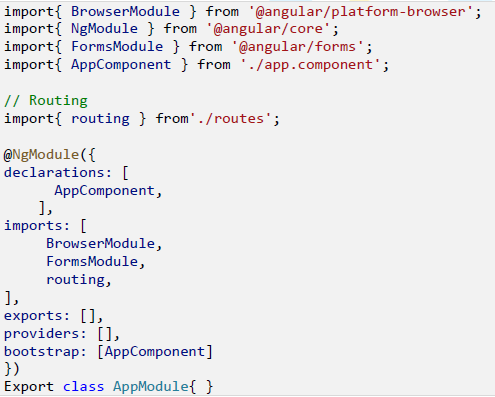 import{ BrowserModule } from '@angular/platform-browser';
import{ NgModule } from '@angular/core';
import{ FormsModule } from '@angular/forms';
import{ AppComponent } from './app.component';

// Routing
import{ routing } from'./routes';

@NgModule({
declarations: [
      AppComponent,
    ],
imports: [
     BrowserModule,
     FormsModule,
     routing,
],
exports: [],
providers: [],
bootstrap: [AppComponent]
})
Export class AppModule{ }